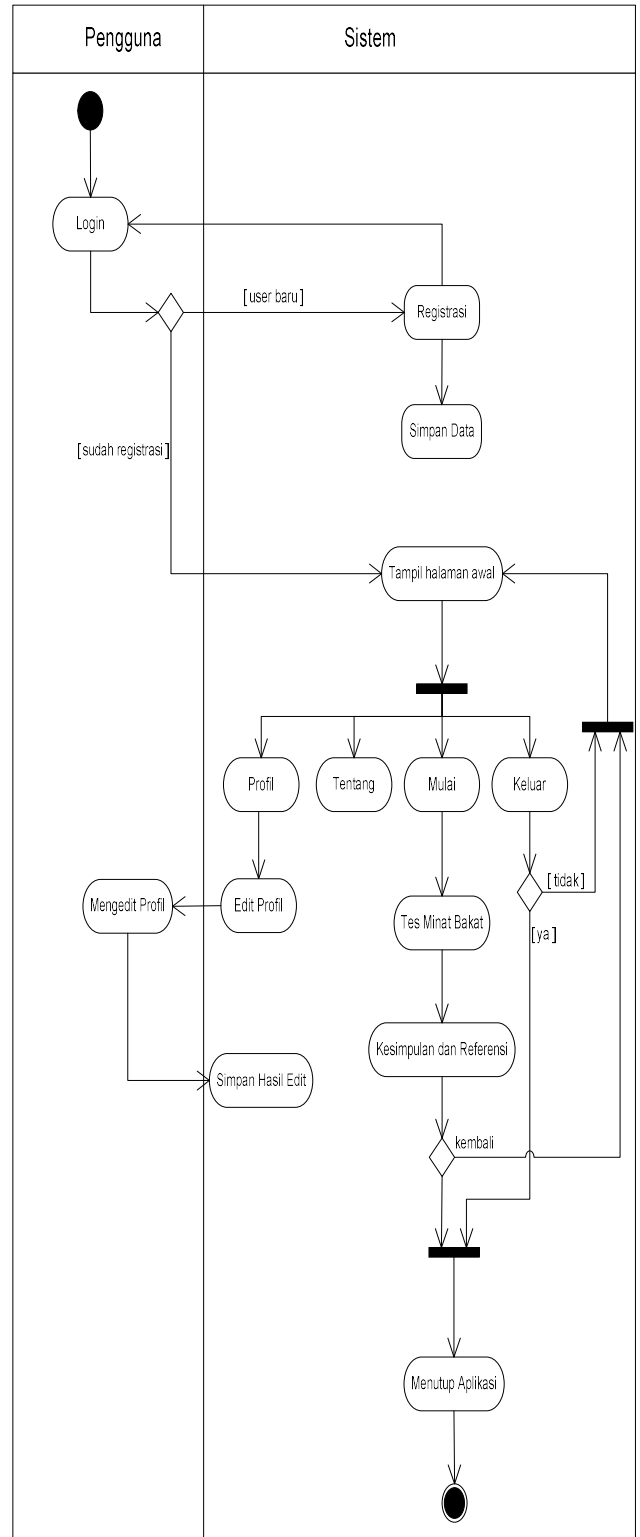 Pengguna
Sistem
Login
[ user baru ]
Registrasi
Simpan Data
[ sudah registrasi ]
Tampil halaman awal
Profil
Tentang
Mulai
Keluar
[ tidak ]
Mengedit Profil
Edit Profil
Tes Minat Bakat
[ ya ]
Kesimpulan dan Referensi
Simpan Hasil Edit
kembali
Menutup Aplikasi